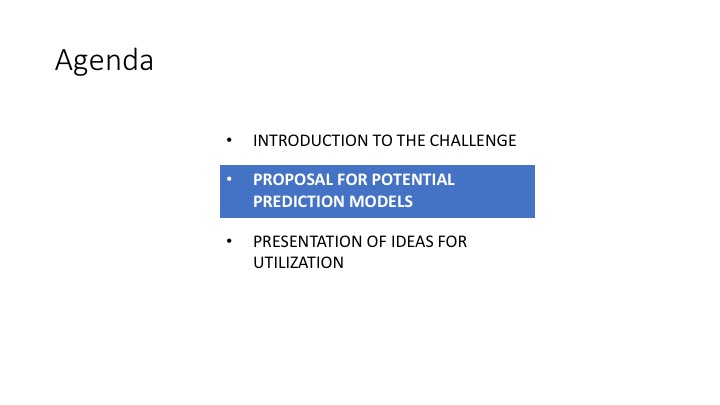 Agenda
• INTRODUCTION TO THE CHALLENGE
• PROPOSAL FOR POTENTIAL
PREDICTION MODELS
• PRESENTATION OF IDEAS FOR
UTILIZATION